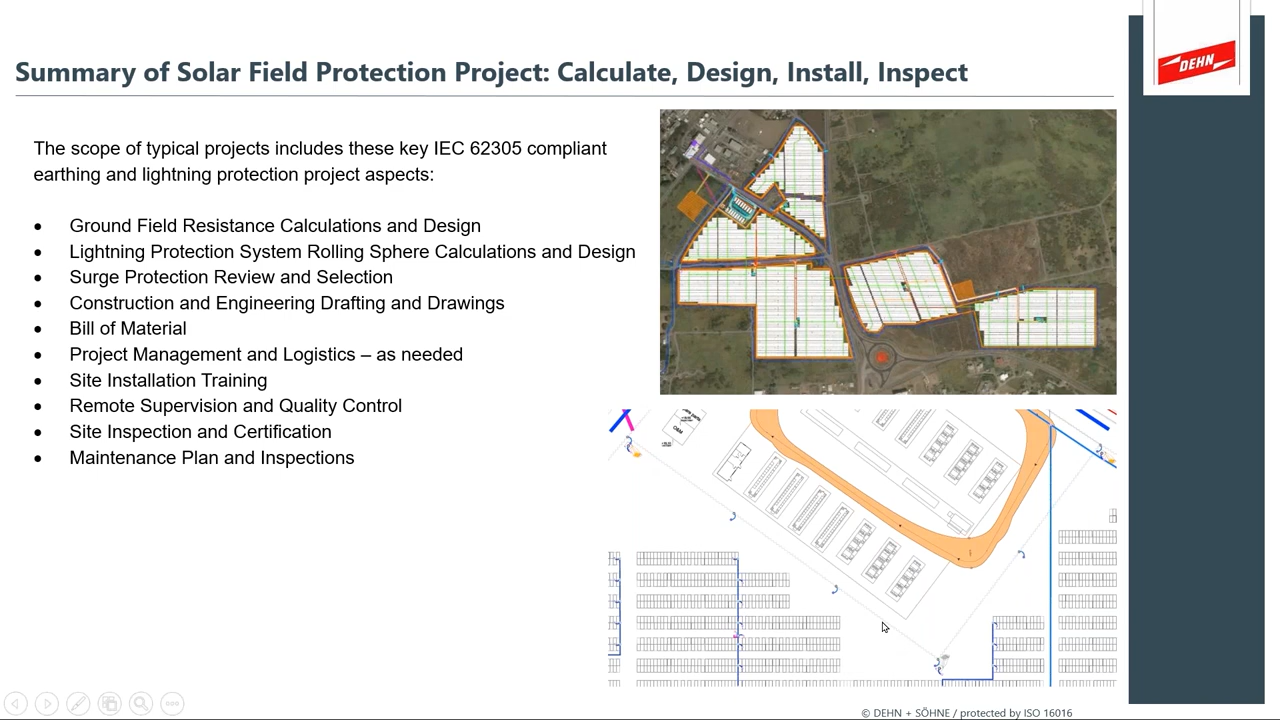 Summary of Solar Field Protection Project: Calculate, Design, Install, Inspect
DEHN
The scope of typical projects includes these key IEC 62305 compliant
earthing and lightning protection project aspects:
• Ground Field Resistance Calculations and Design
• Lightning Protection System Rolling Sphere Calculations and Design
• Surge Protection Review and Selection
• Construction and Engineering Drafting and Drawings
• Bill of Material
• Project Management and Logistics – as needed
• Site Installation Training
• Remote Supervision and Quality Control
• Site Inspection and Certification
• Maintenance Plan and Inspections
O&M
© DEHN + SÖHNE / protected by ISO 16016